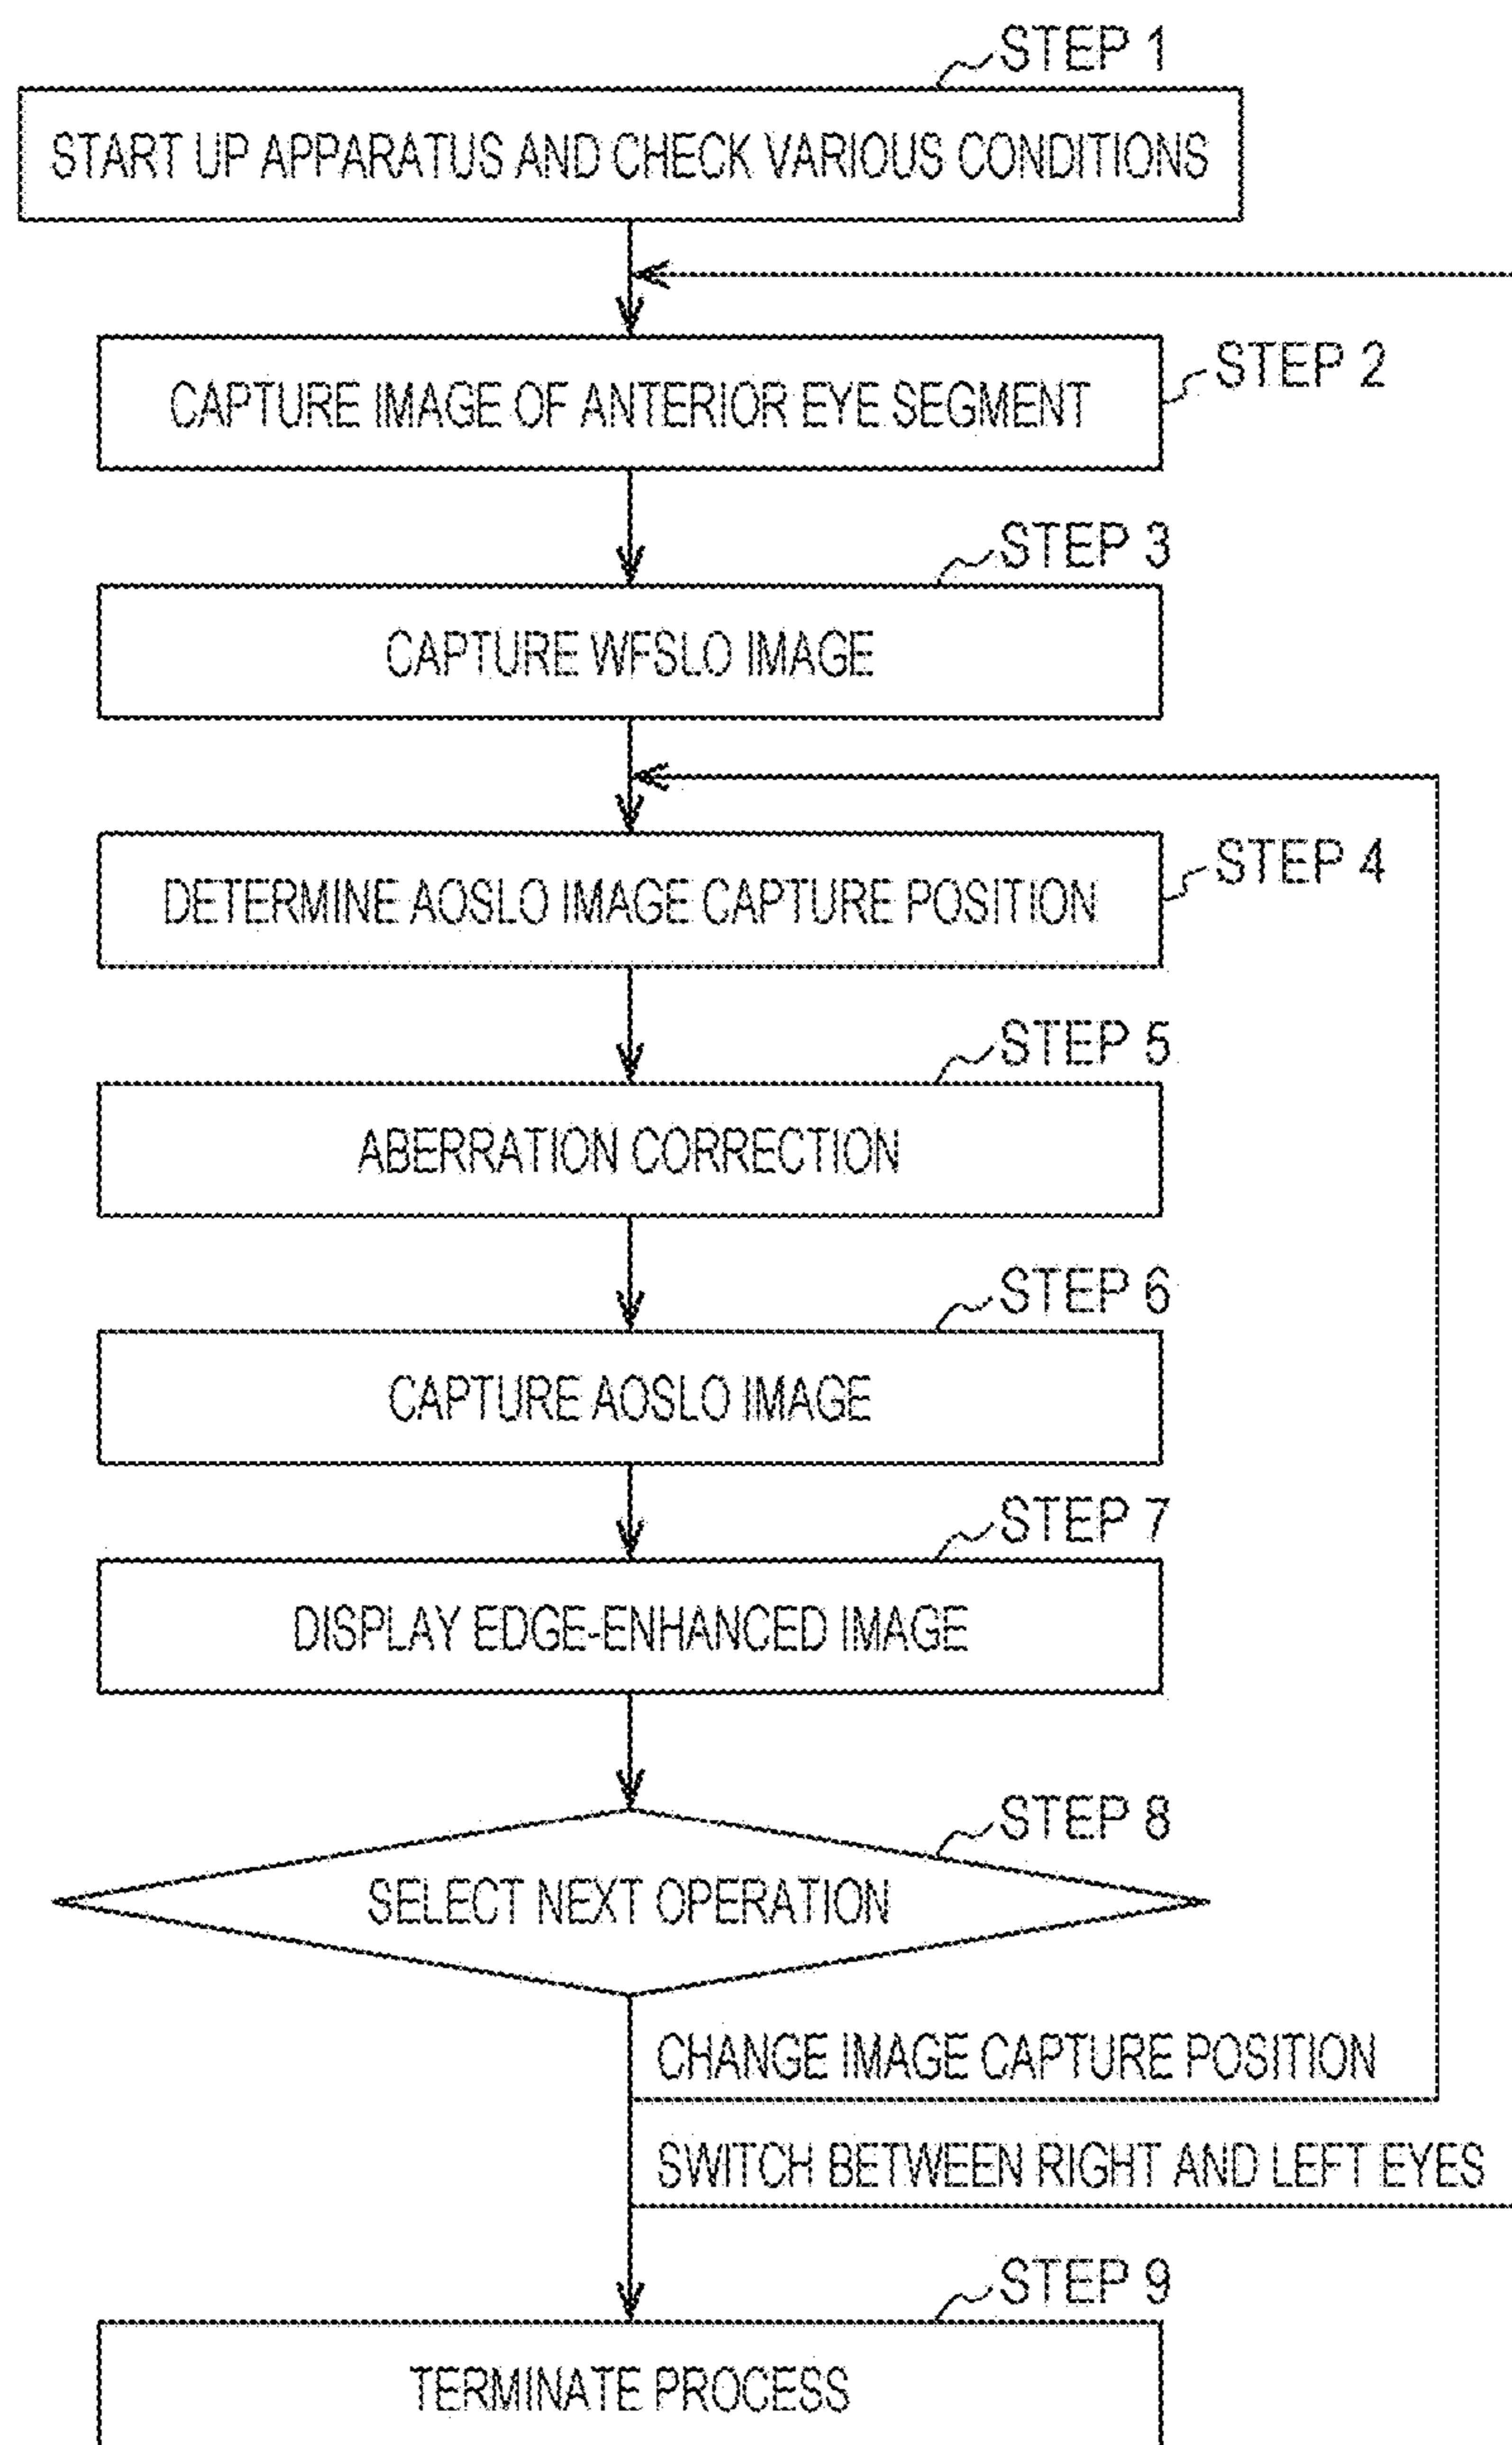 STEP 1
START UP APPARATUS AND CHECK VARIOUS CONDITIONS
STEP 2
CAPTURE IMAGE OF ANTERIOR EYE SEGMENT
STEP 3
CAPTURE WFSLO IMAGE
STEP 4
DETERMINE AOSLO IMAGE CAPTURE POSITION
STEP 5
ABERRATION CORRECTION
STEP 6
CAPTURE AOSLO IMAGE
STEP 7
DISPLAY EDGE-ENHANCED IMAGE
STEP 8
SELECT NEXT OPERATION
CHANGE IMAGE CAPTURE POSITION
SWITCH BETWEEN RIGHT AND LEFT EYES
STEP 9
TERMINATE PROCESS